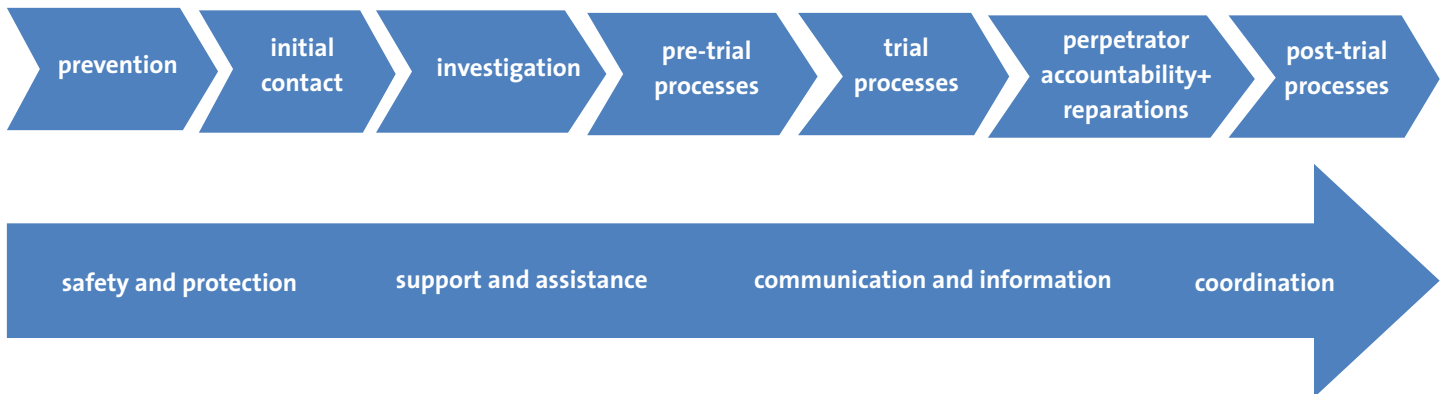 prevention
initial
contact
investigation
pre-trial
processes
trial
processes
perpetrator
accountability+
reparations
post-trial
processes
safety and protection
support and assistance
communication and information
coordination